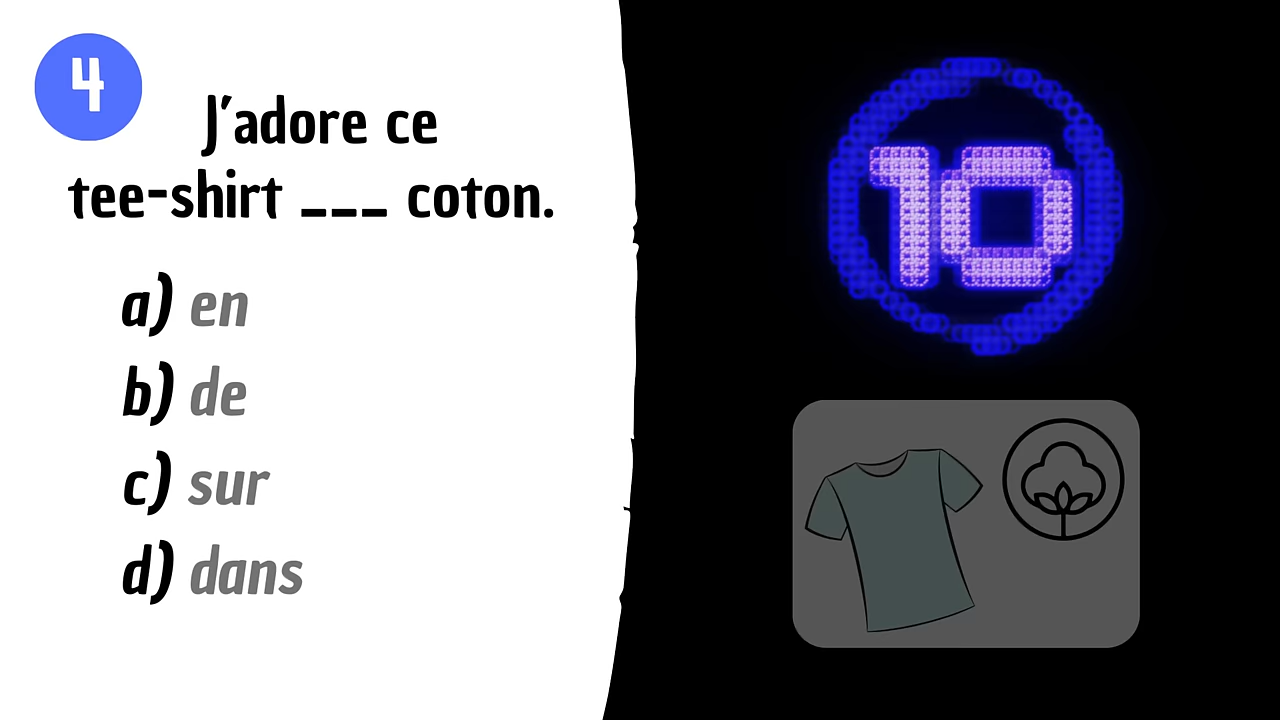 4
J'adore ce
tee-shirt ___ coton.
a) en
b) de
c) sur
d) dans
10